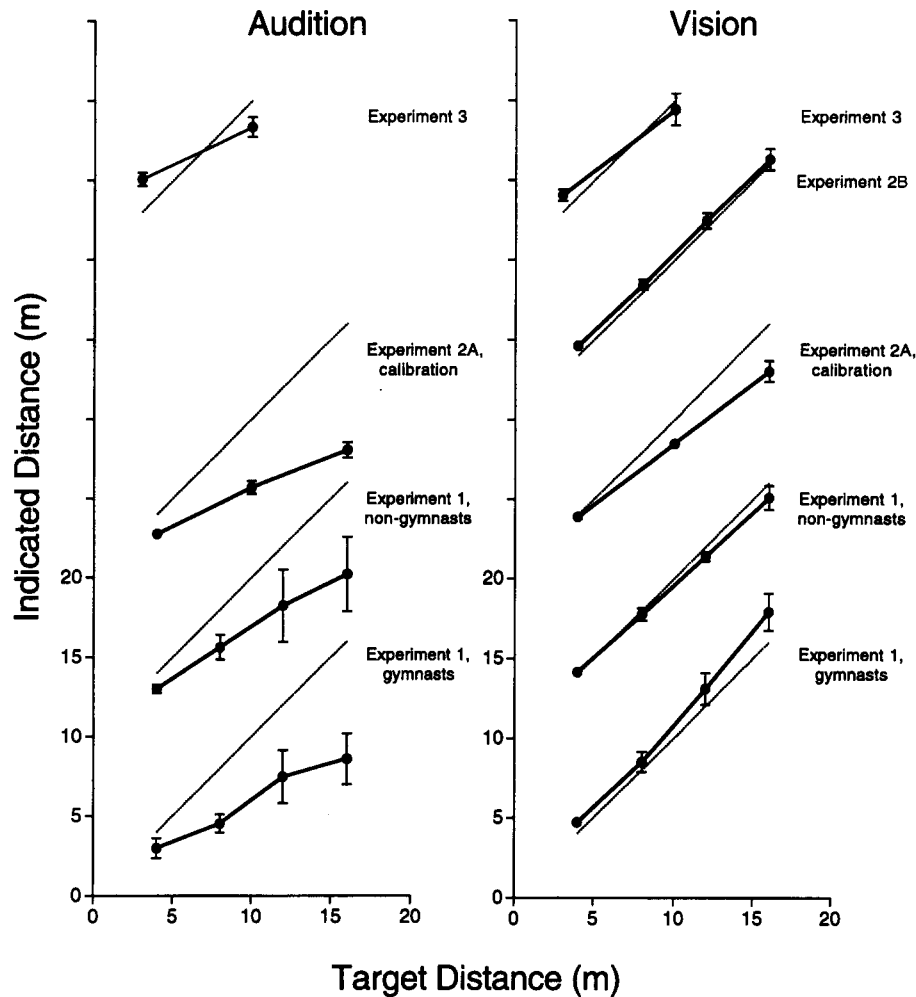 Audition
Vision
Experiment 3
Experiment 3
Experiment 2B
Experiment 2A,
calibration
Experiment 2A,
calibration
Experiment 1,
non-gymnasts
Experiment 1,
non-gymnasts
Experiment 1,
gymnasts
Experiment 1,
gymnasts
Indicated Distance (m)
20
15
10
5
0
20
15
10
5
0
0 5 10 15 20
0 5 10 15 20
Target Distance (m)